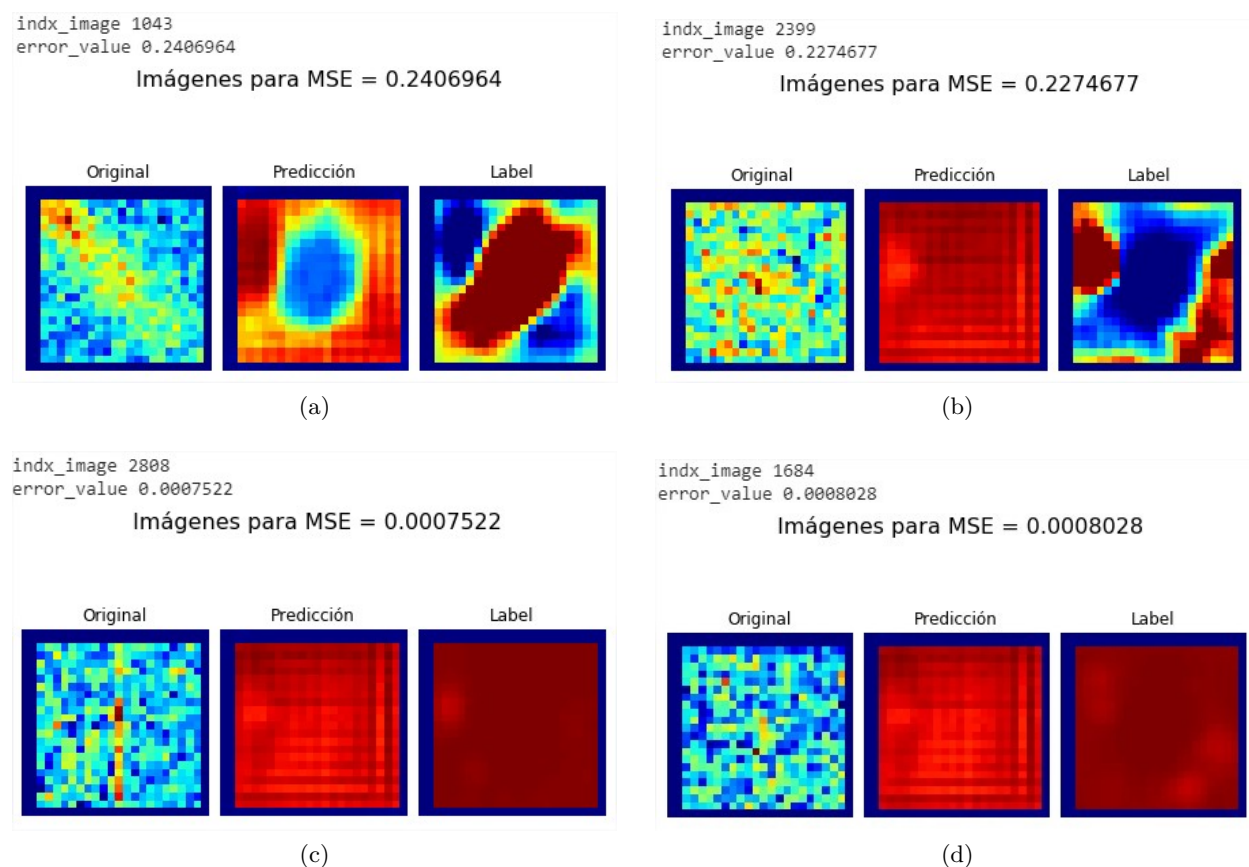 indx_image 1043
error_value 0.2406964
Imágenes para MSE = 0.2406964
Original Predicción Label
(a)
indx_image 2399
error_value 0.2274677
Imágenes para MSE = 0.2274677
Original Predicción Label
(b)
indx_image 2808
error_value 0.0007522
Imágenes para MSE = 0.0007522
Original Predicción Label
(c)
indx_image 1684
error_value 0.0008028
Imágenes para MSE = 0.0008028
Original Predicción Label
(d)